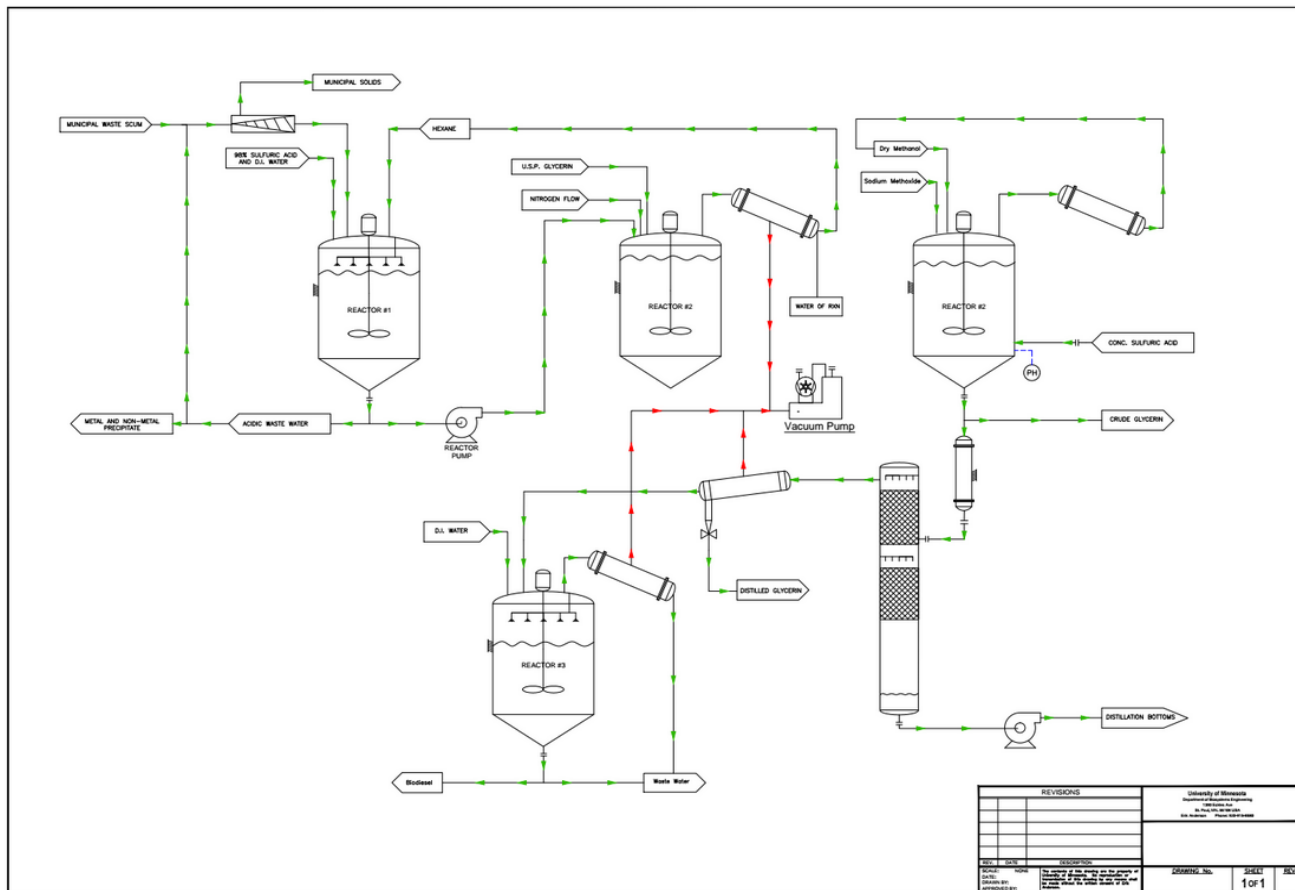 MUNICIPAL SOLIDS
MUNICIPAL WASTE SCUM
HEXANE
98% SULFURIC ACID
AND D.I. WATER
U.S.P. GLYCERIN
NITROGEN FLOW
Dry Methanol
Sodium Methoxide
REACTOR #1
REACTOR #2
WATER OF RXN
REACTOR #2
CONC. SULFURIC ACID
PH
METAL AND NON-METAL
PRECIPITATE
ACIDIC WASTE WATER
REACTOR
PUMP
Vacuum Pump
CRUDE GLYCERIN
D.I. WATER
DISTILLED GLYCERIN
REACTOR #3
DISTILLATION BOTTOMS
Biodiesel
Waste Water
REVISIONS
REV.
DATE
DESCRIPTION
University of Minnesota
SCALE: NONE
DATE:
DRAWN BY:
APPROVED BY:
DRAWING No.
SHEET
1 OF 1
REV